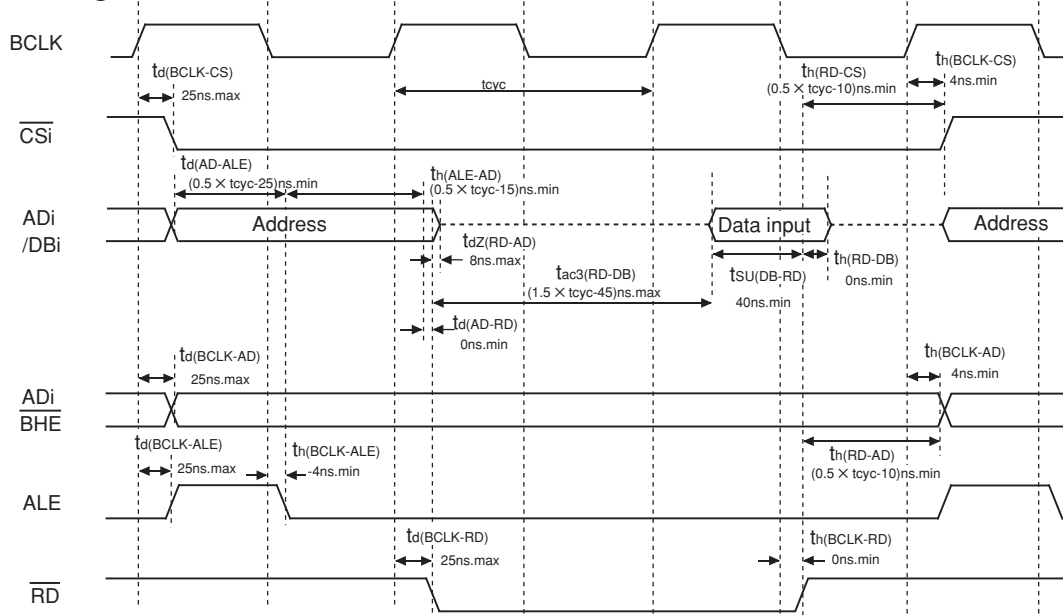 BCLK
td(BCLK-CS)
25ns.max
tcyc
th(RD-CS)
(0.5 × tcyc-10)ns.min
th(BCLK-CS)
4ns.min
CSi
td(AD-ALE)
(0.5 × tcyc-25)ns.min
th(ALE-AD)
(0.5 × tcyc-15)ns.min
ADi
/DBi
Address
Data input
Address
tdZ(RD-AD)
8ns.max
tac3(RD-DB)
(1.5 × tcyc-45)ns.max
tSU(DB-RD)
40ns.min
th(RD-DB)
0ns.min
td(AD-RD)
0ns.min
td(BCLK-AD)
25ns.max
th(BCLK-AD)
4ns.min
ADi
BHE
td(BCLK-ALE)
25ns.max
th(BCLK-ALE)
-4ns.min
th(RD-AD)
(0.5 × tcyc-10)ns.min
ALE
td(BCLK-RD)
25ns.max
th(BCLK-RD)
0ns.min
RD